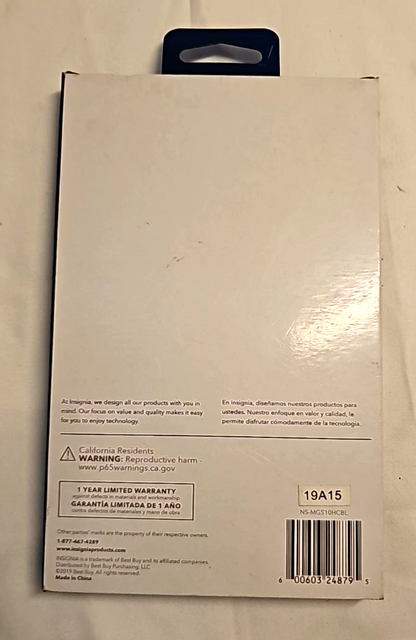 At Insignia, we design all our products with you in
mind. Our focus on value and quality makes it easy
for you to enjoy technology.
En Insignia, diseñamos nuestros productos para
ustedes. Nuestro enfoque en valor y calidad, le
permite disfrutar cómodamente de la tecnología.
California Residents
WARNING: Reproductive harm -
www.p65warnings.ca.gov
1 YEAR LIMITED WARRANTY
against defects in materials and workmanship
GARANTÍA LIMITADA DE 1 AÑO
contra defectos de materiales y mano de obra
19A15
NS-MGS10HCBL
Other parties' marks are the property of their respective owners.
1-877-467-4289
www.insigniaproducts.com
INSIGNIA is a trademark of Best Buy and its affiliated companies.
Distributed by Best Buy Purchasing, LLC
©2019 Best Buy. All rights reserved.
Made in China
6 00603 24879 5